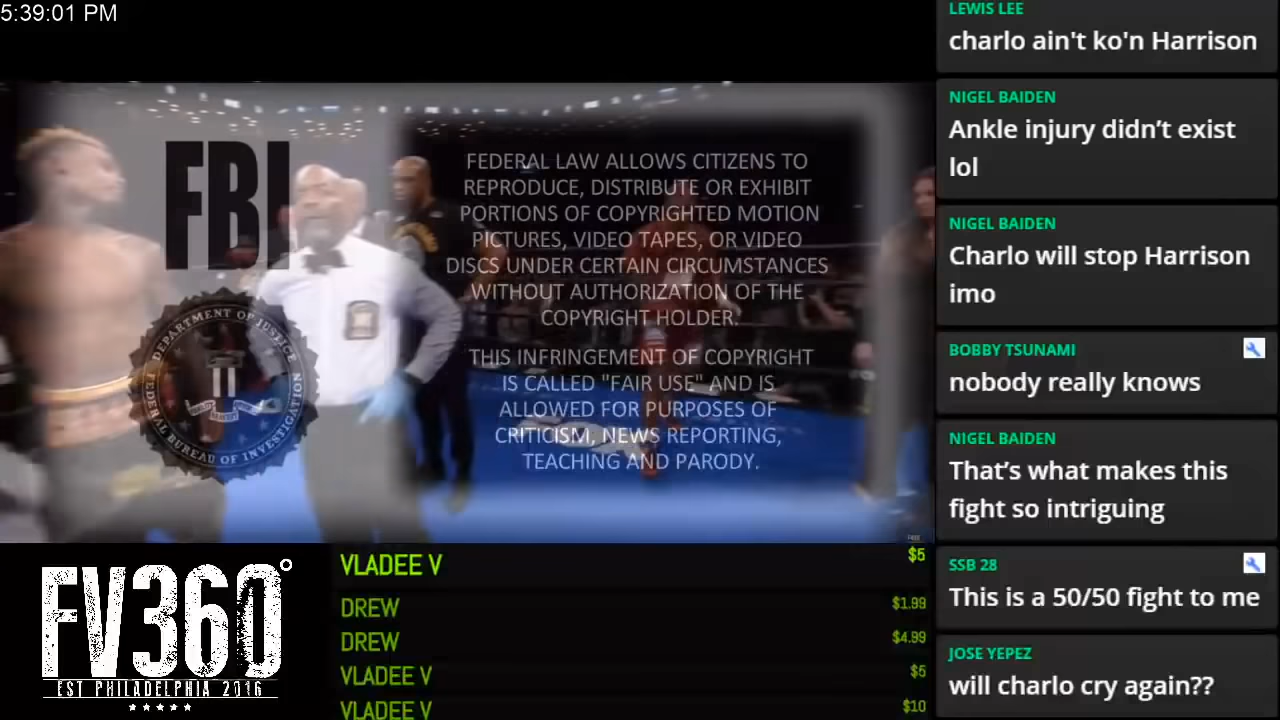 5:39:01 PM
FBI
DEPARTMENT OF JUSTICE
FEDERAL BUREAU OF INVESTIGATION
FEDERAL LAW ALLOWS CITIZENS TO
REPRODUCE, DISTRIBUTE OR EXHIBIT
PORTIONS OF COPYRIGHTED MOTION
PICTURES, VIDEO TAPES, OR VIDEO
DISCS UNDER CERTAIN CIRCUMSTANCES
WITHOUT AUTHORIZATION OF THE
COPYRIGHT HOLDER.
THIS INFRINGEMENT OF COPYRIGHT
IS CALLED "FAIR USE" AND IS
ALLOWED FOR PURPOSES OF
CRITICISM, NEWS REPORTING,
TEACHING AND PARODY.
FV360°
EST PHILADELPHIA 2016
VLADEE V $5
DREW $1.99
DREW $4.99
VLADEE V $5
VLADEE V $10
LEWIS LEE
charlo ain't ko'n Harrison
NIGEL BAIDEN
Ankle injury didn’t exist
lol
NIGEL BAIDEN
Charlo will stop Harrison
imo
BOBBY TSUNAMI
nobody really knows
NIGEL BAIDEN
That’s what makes this
fight so intriguing
SSB 28
This is a 50/50 fight to me
JOSE YEPEZ
will charlo cry again??